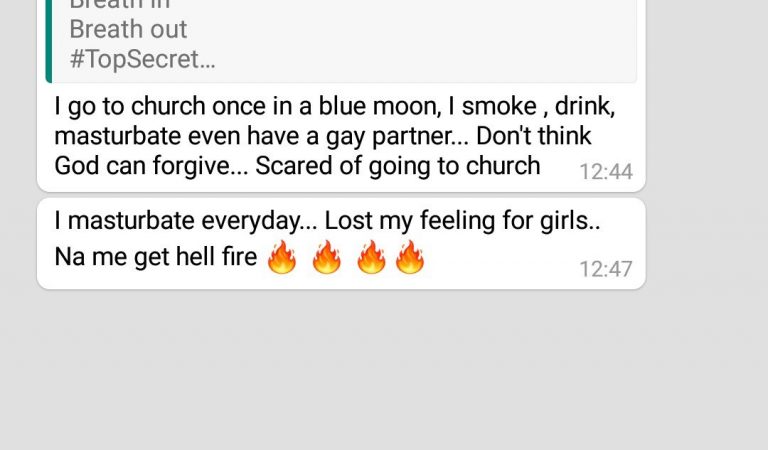 Breath in
Breath out
#TopSecret...
I go to church once in a blue moon, I smoke , drink,
masturbate even have a gay partner... Don't think
God can forgive... Scared of going to church 12:44
I masturbate everyday... Lost my feeling for girls..
Na me get hell fire 🔥 🔥 🔥 🔥 12:47